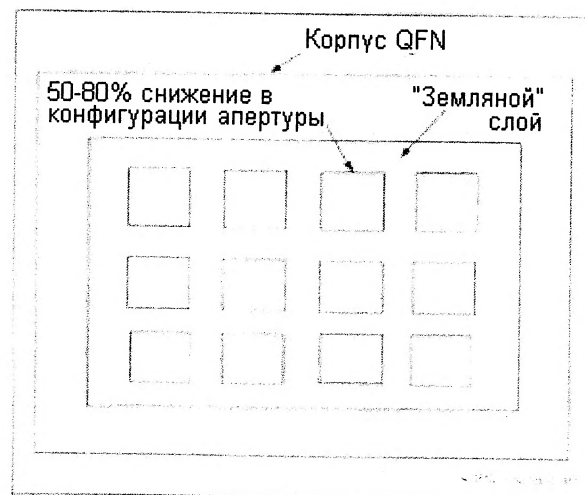 Корпус QFN
50-80% снижение в
конфигурации апертуры
"Земляной"
слой